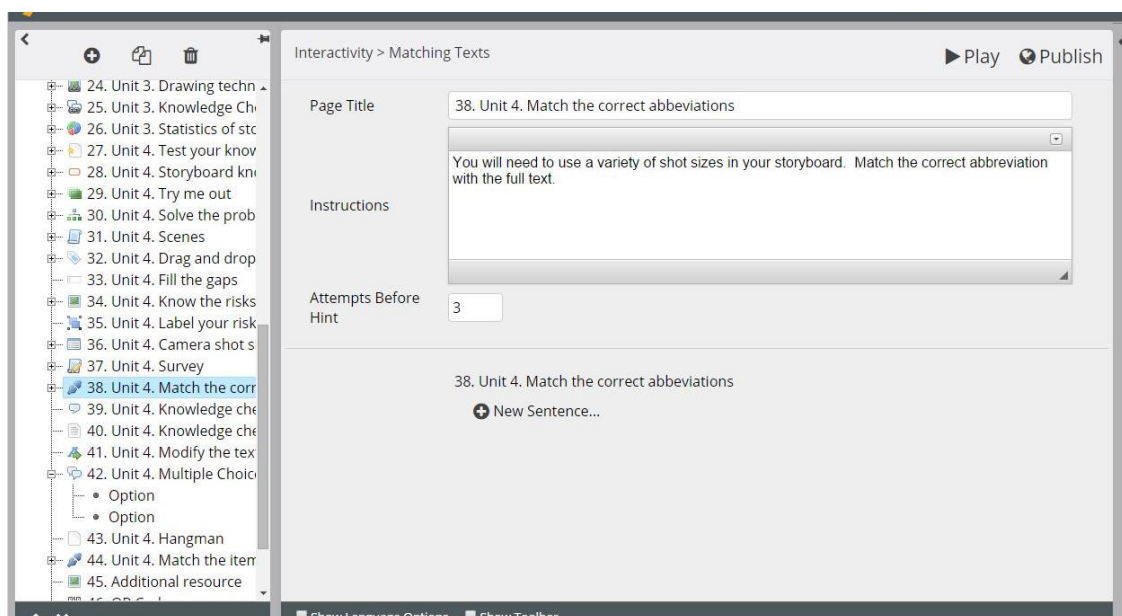 24. Unit 3. Drawing techn
25. Unit 3. Knowledge Che
26. Unit 3. Statistics of sto
27. Unit 4. Test your know
28. Unit 4. Storyboard kno
29. Unit 4. Try me out
30. Unit 4. Solve the prob
31. Unit 4. Scenes
32. Unit 4. Drag and drop
33. Unit 4. Fill the gaps
34. Unit 4. Know the risks
35. Unit 4. Label your risk
36. Unit 4. Camera shot s
37. Unit 4. Survey
38. Unit 4. Match the corr
39. Unit 4. Knowledge che
40. Unit 4. Knowledge che
41. Unit 4. Modify the tex
42. Unit 4. Multiple Choic
Option
Option
43. Unit 4. Hangman
44. Unit 4. Match the item
45. Additional resource
Interactivity > Matching Texts
Play Publish
Page Title
38. Unit 4. Match the correct abbeviations
Instructions
You will need to use a variety of shot sizes in your storyboard. Match the correct abbreviation
with the full text.
Attempts Before
Hint
3
38. Unit 4. Match the correct abbeviations
New Sentence...
Show Language Options Show Toolbar